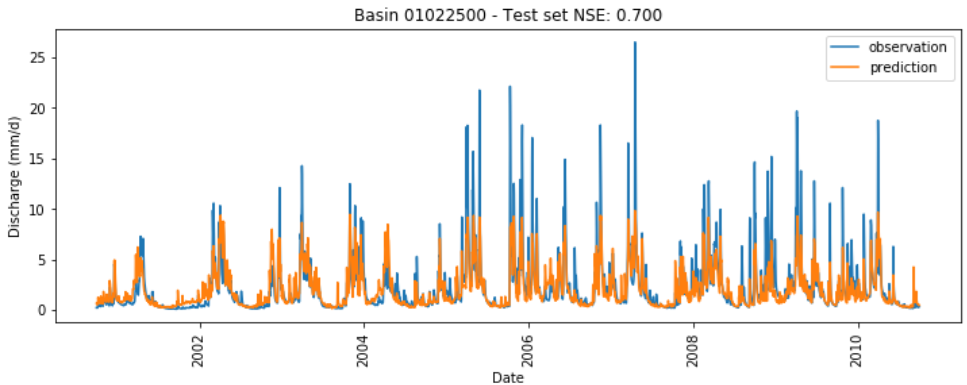 Basin 01022500 - Test set NSE: 0.700
observation
prediction
Discharge (mm/d)
25
20
15
10
5
0
2002
2004
2006
2008
2010
Date